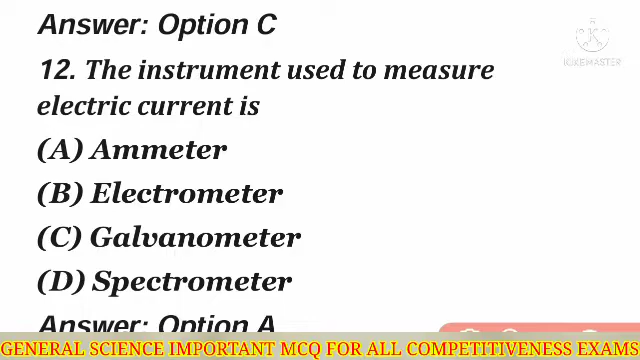 Answer: Option C
12. The instrument used to measure
electric current is
(A) Ammeter
(B) Electrometer
(C) Galvanometer
(D) Spectrometer
Answer: Option A
GENERAL SCIENCE IMPORTANT MCQ FOR ALL COMPETITIVENESS EXAMS
K
KINEMASTER